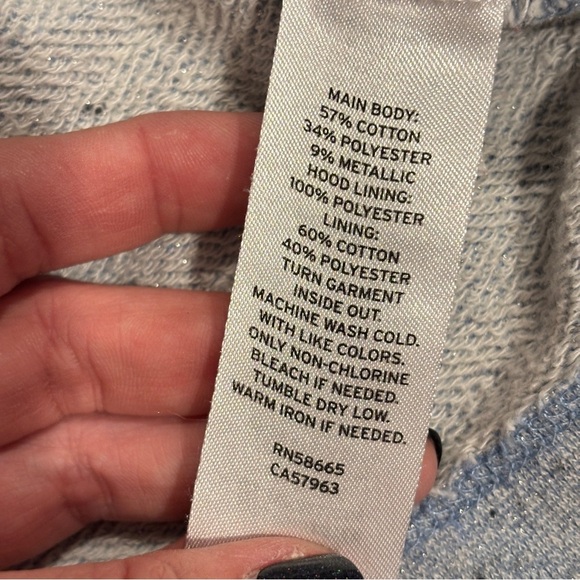 MAIN BODY:
57% COTTON
34% POLYESTER
9% METALLIC
HOOD LINING:
100% POLYESTER
LINING:
60% COTTON
40% POLYESTER
TURN GARMENT
INSIDE OUT.
MACHINE WASH COLD.
WITH LIKE COLORS.
ONLY NON-CHLORINE
BLEACH IF NEEDED.
TUMBLE DRY LOW.
WARM IRON IF NEEDED.
RN58665
CA57963